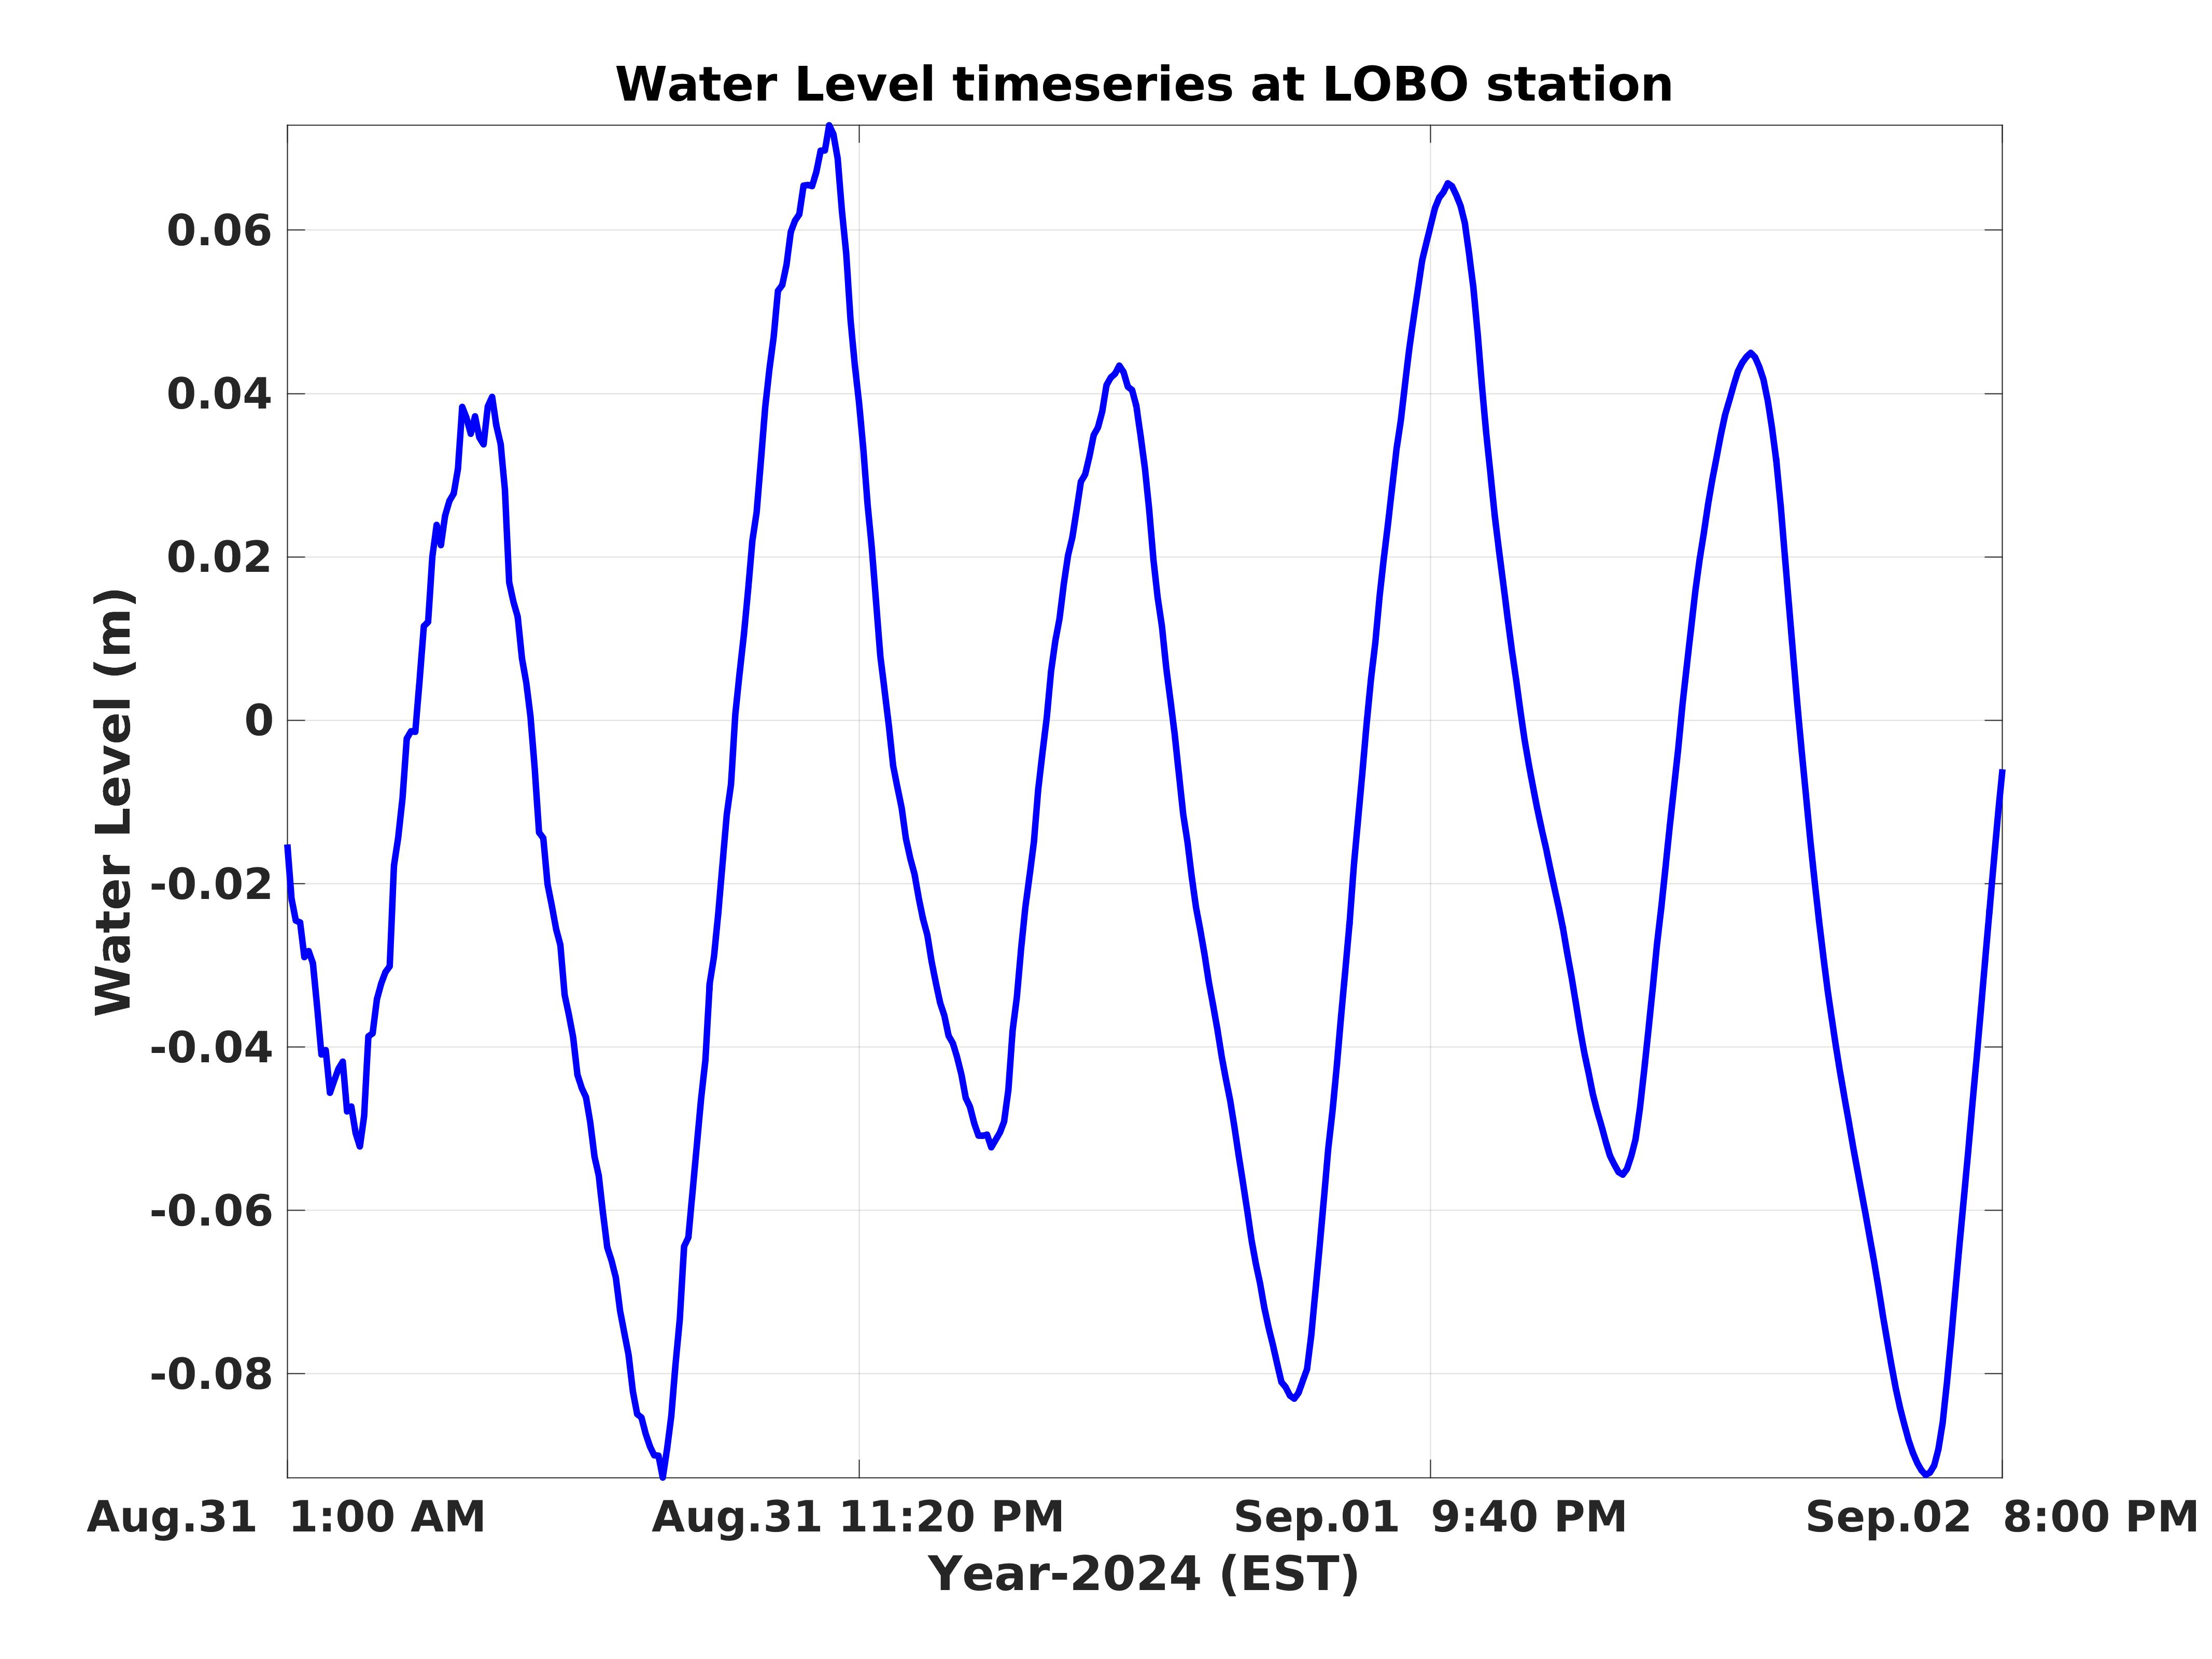 Water Level timeseries at LOBO station
Water Level (m)
0.06
0.04
0.02
0
-0.02
-0.04
-0.06
-0.08
Aug.31 1:00 AM Aug.31 11:20 PM Sep.01 9:40 PM Sep.02 8:00 PM
Year-2024 (EST)